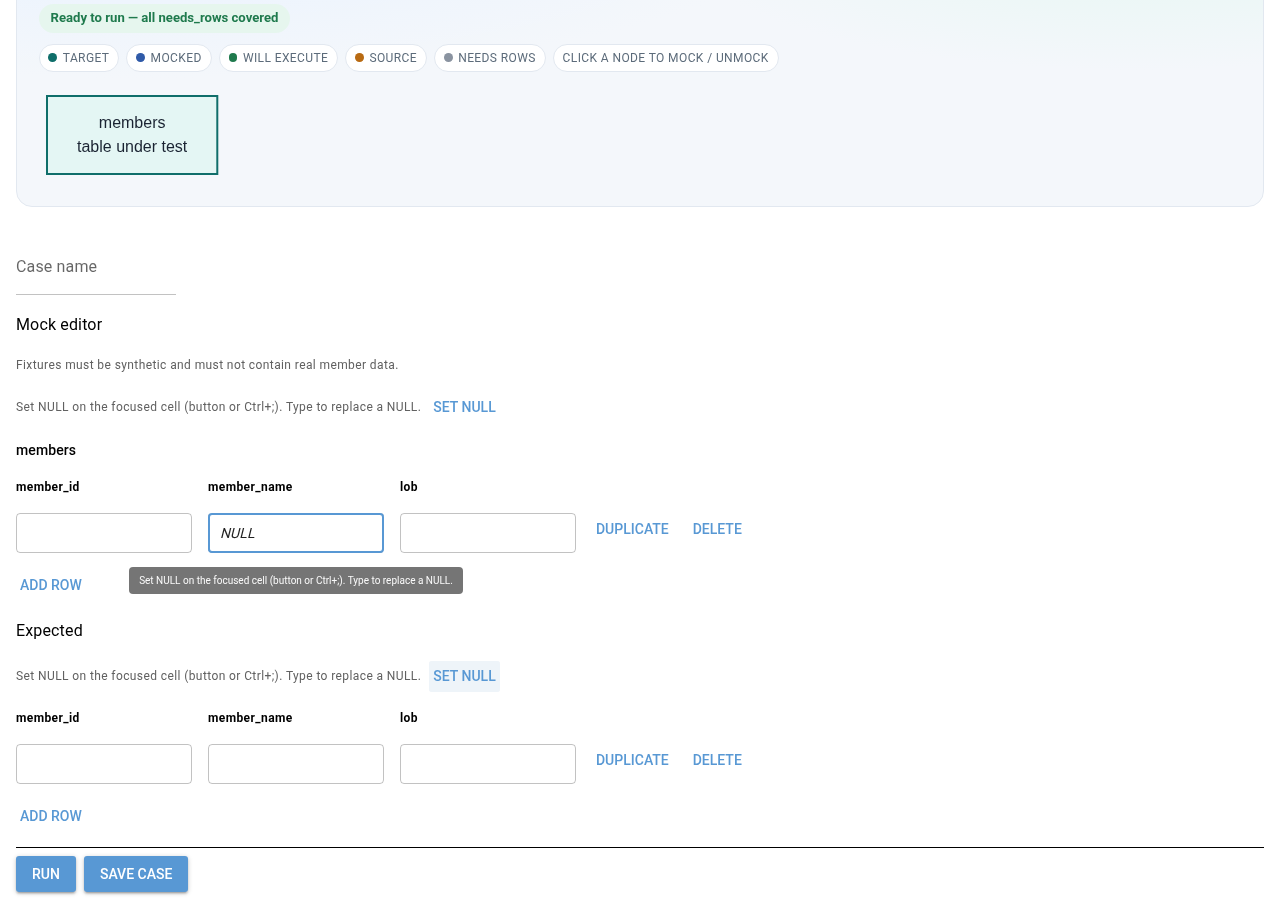 Ready to run — all needs_rows covered
TARGET MOCKED WILL EXECUTE SOURCE NEEDS ROWS CLICK A NODE TO MOCK / UNMOCK
members
table under test
Case name
Mock editor
Fixtures must be synthetic and must not contain real member data.
Set NULL on the focused cell (button or Ctrl+;). Type to replace a NULL. SET NULL
members
member_id member_name lob
NULL DUPLICATE DELETE
Set NULL on the focused cell (button or Ctrl+;). Type to replace a NULL.
ADD ROW
Expected
Set NULL on the focused cell (button or Ctrl+;). Type to replace a NULL. SET NULL
member_id member_name lob
DUPLICATE DELETE
ADD ROW
RUN SAVE CASE